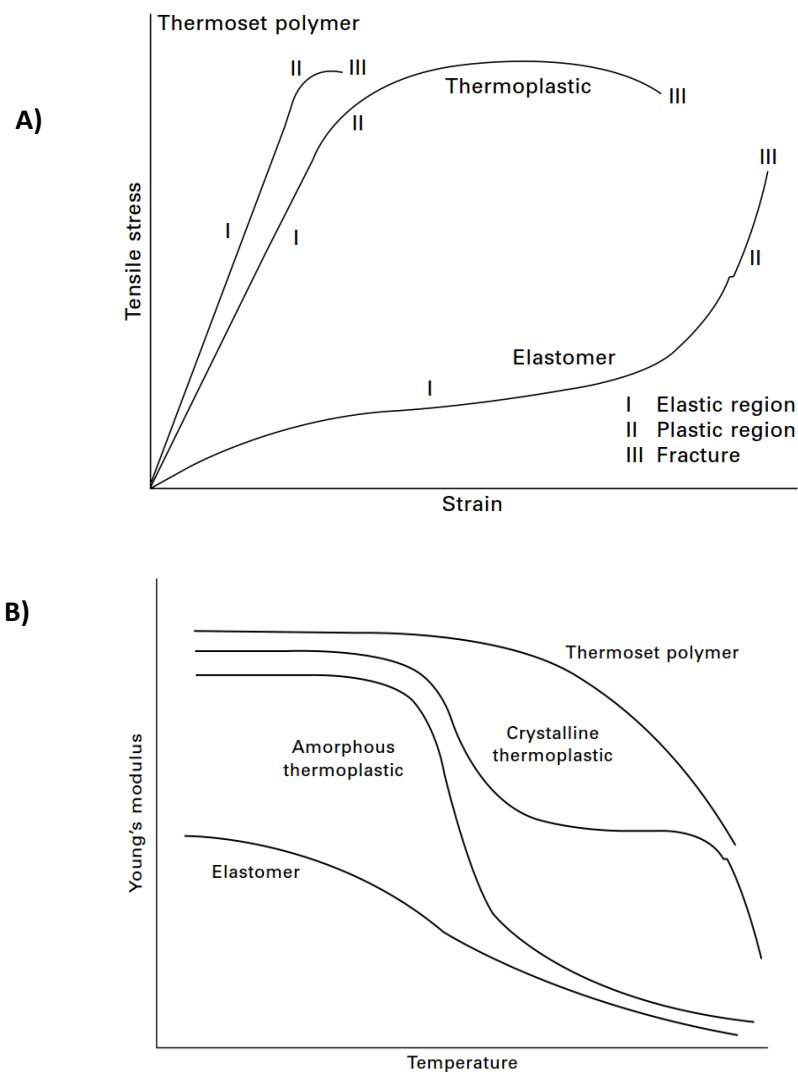 Thermoset polymer
II
III
Thermoplastic
III
A)
II
III
Tensile stress
I
I
II
Elastomer
I
I Elastic region
II Plastic region
III Fracture
Strain
B)
Thermoset polymer
Crystalline
thermoplastic
Amorphous
thermoplastic
Young's modulus
Elastomer
Temperature